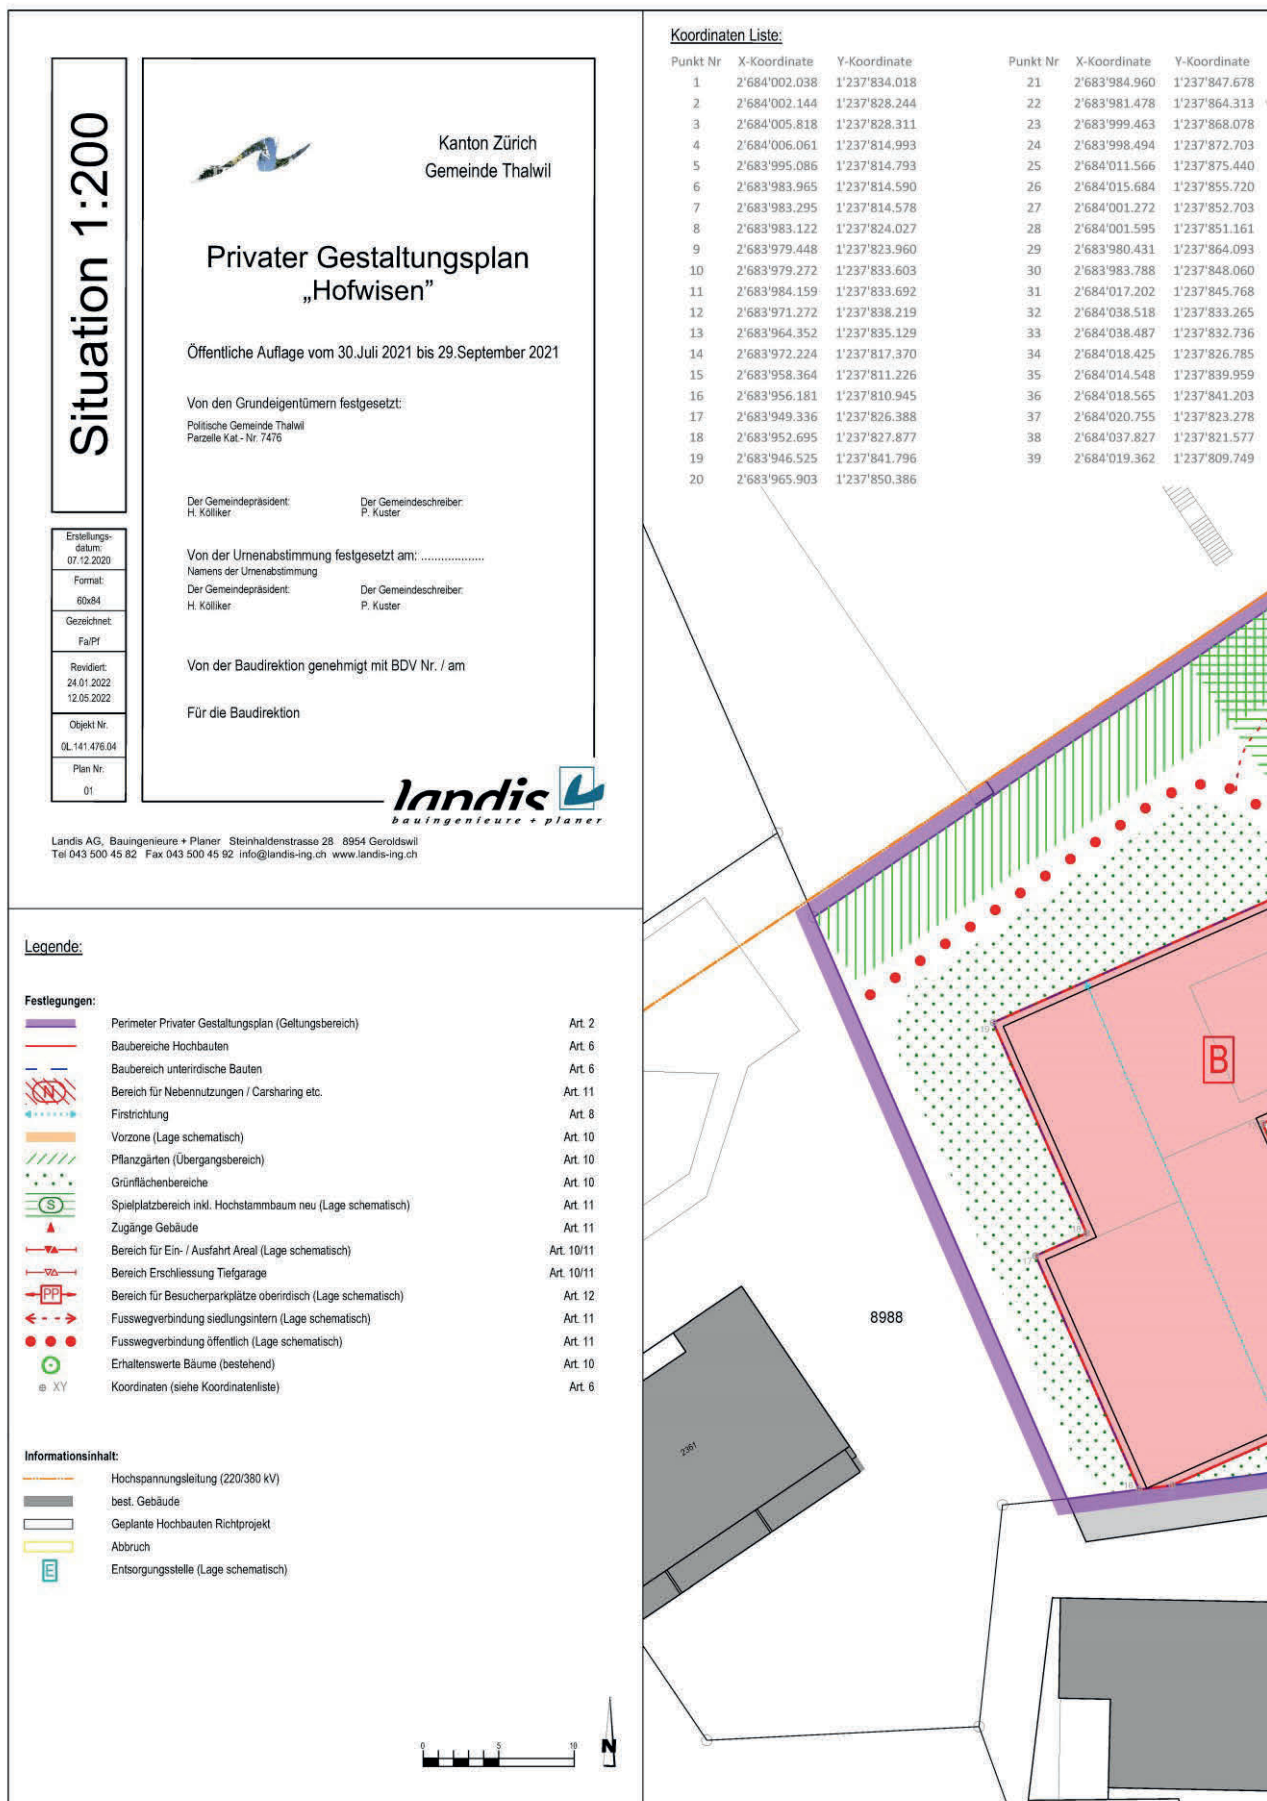 Situation 1:200
Kanton Zürich
Gemeinde Thalwil
Privater Gestaltungsplan
„Hofwisen”
Öffentliche Auflage vom 30.Juli 2021 bis 29.September 2021
Von den Grundeigentümern festgesetzt:
Politische Gemeinde Thalwil
Parzelle Kat.- Nr. 7476
Der Gemeindepräsident: Der Gemeindeschreiber:
H. Kölliker P. Kuster
Von der Urnenabstimmung festgesetzt am: ...................
Namens der Urnenabstimmung
Der Gemeindepräsident: Der Gemeindeschreiber:
H. Kölliker P. Kuster
Von der Baudirektion genehmigt mit BDV Nr. / am
Für die Baudirektion
Erstellungs-
datum:
07.12.2020
Format:
60x84
Gezeichnet:
Fa/Pf
Revidiert:
24.01.2022
12.05.2022
Objekt Nr.
0L.141.476.04
Plan Nr.
01
landis
bauingenieure + planer
Landis AG, Bauingenieure + Planer Steinhaldenstrasse 28 8954 Geroldswil
Tel 043 500 45 82 Fax 043 500 45 92 info@landis-ing.ch www.landis-ing.ch
Legende:
Festlegungen:
Perimeter Privater Gestaltungsplan (Geltungsbereich) Art. 2
Baubereiche Hochbauten Art. 6
Baubereich unterirdische Bauten Art. 6
N Bereich für Nebennutzungen / Carsharing etc. Art. 11
Firstrichtung Art. 8
Vorzone (Lage schematisch) Art. 10
Pflanzgärten (Übergangsbereich) Art. 10
Grünflächenbereiche Art. 10
S Spielplatzbereich inkl. Hochstammbaum neu (Lage schematisch) Art. 11
Zugänge Gebäude Art. 11
Bereich für Ein- / Ausfahrt Areal (Lage schematisch) Art. 10/11
Bereich Erschliessung Tiefgarage Art. 10/11
PP Bereich für Besucherparkplätze oberirdisch (Lage schematisch) Art. 12
Fusswegverbindung siedlungsintern (Lage schematisch) Art. 11
Fusswegverbindung öffentlich (Lage schematisch) Art. 11
Erhaltenswerte Bäume (bestehend) Art. 10
XY Koordinaten (siehe Koordinatenliste) Art. 6
Informationsinhalt:
Hochspannungsleitung (220/380 kV)
best. Gebäude
Geplante Hochbauten Richtprojekt
Abbruch
E Entsorgungsstelle (Lage schematisch)
0 5 10
N
Koordinaten Liste:
Punkt Nr X-Koordinate Y-Koordinate Punkt Nr X-Koordinate Y-Koordinate
1 2'684'002.038 1'237'834.018 21 2'683'984.960 1'237'847.678
2 2'684'002.144 1'237'828.244 22 2'683'981.478 1'237'864.313
3 2'684'005.818 1'237'828.311 23 2'683'999.463 1'237'868.078
4 2'684'006.061 1'237'814.993 24 2'683'998.494 1'237'872.703
5 2'683'995.086 1'237'814.793 25 2'684'011.566 1'237'875.440
6 2'683'983.965 1'237'814.590 26 2'684'015.684 1'237'855.720
7 2'683'983.295 1'237'814.578 27 2'684'001.272 1'237'852.703
8 2'683'983.122 1'237'824.027 28 2'684'001.595 1'237'851.161
9 2'683'979.448 1'237'823.960 29 2'683'980.431 1'237'864.093
10 2'683'979.272 1'237'833.603 30 2'683'983.788 1'237'848.060
11 2'683'984.159 1'237'833.692 31 2'684'017.202 1'237'845.768
12 2'683'971.272 1'237'838.219 32 2'684'038.518 1'237'833.265
13 2'683'964.352 1'237'835.129 33 2'684'038.487 1'237'832.736
14 2'683'972.224 1'237'817.370 34 2'684'018.425 1'237'826.785
15 2'683'958.364 1'237'811.226 35 2'684'014.548 1'237'839.959
16 2'683'956.181 1'237'810.945 36 2'684'018.565 1'237'841.203
17 2'683'949.336 1'237'826.388 37 2'684'020.755 1'237'823.278
18 2'683'952.695 1'237'827.877 38 2'684'037.827 1'237'821.577
19 2'683'946.525 1'237'841.796 39 2'684'019.362 1'237'809.749
20 2'683'965.903 1'237'850.386
19
B
18
17
8988
2361
16